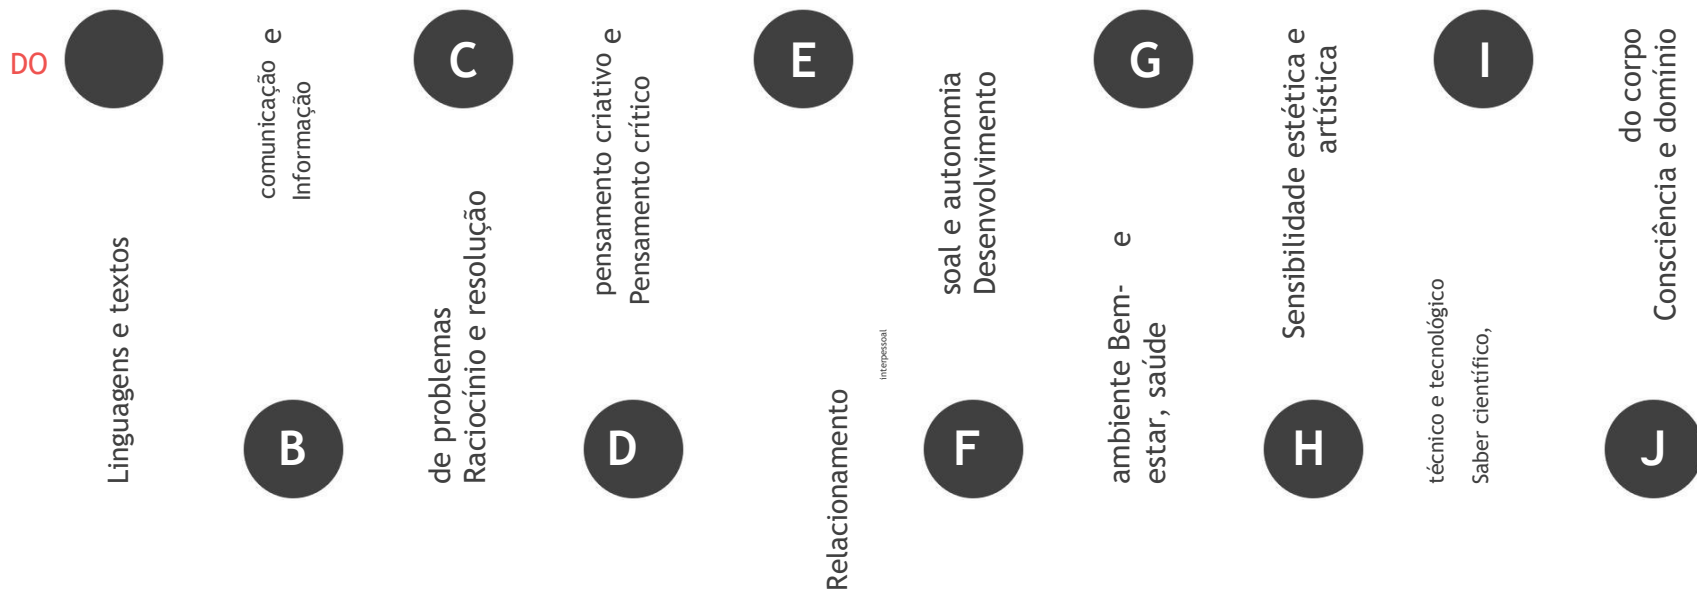 DO
Linguagens e textos
B
comunicação e
Informação
C
de problemas
Raciocínio e resolução
D
pensamento criativo e
Pensamento crítico
E
Relacionamento
interpessoal
F
soal e autonomia
Desenvolvimento
G
ambiente Bem- e
estar, saúde
H
Sensibilidade estética e
artística
I
técnico e tecnológico
Saber científico,
J
do corpo
Consciência e domínio